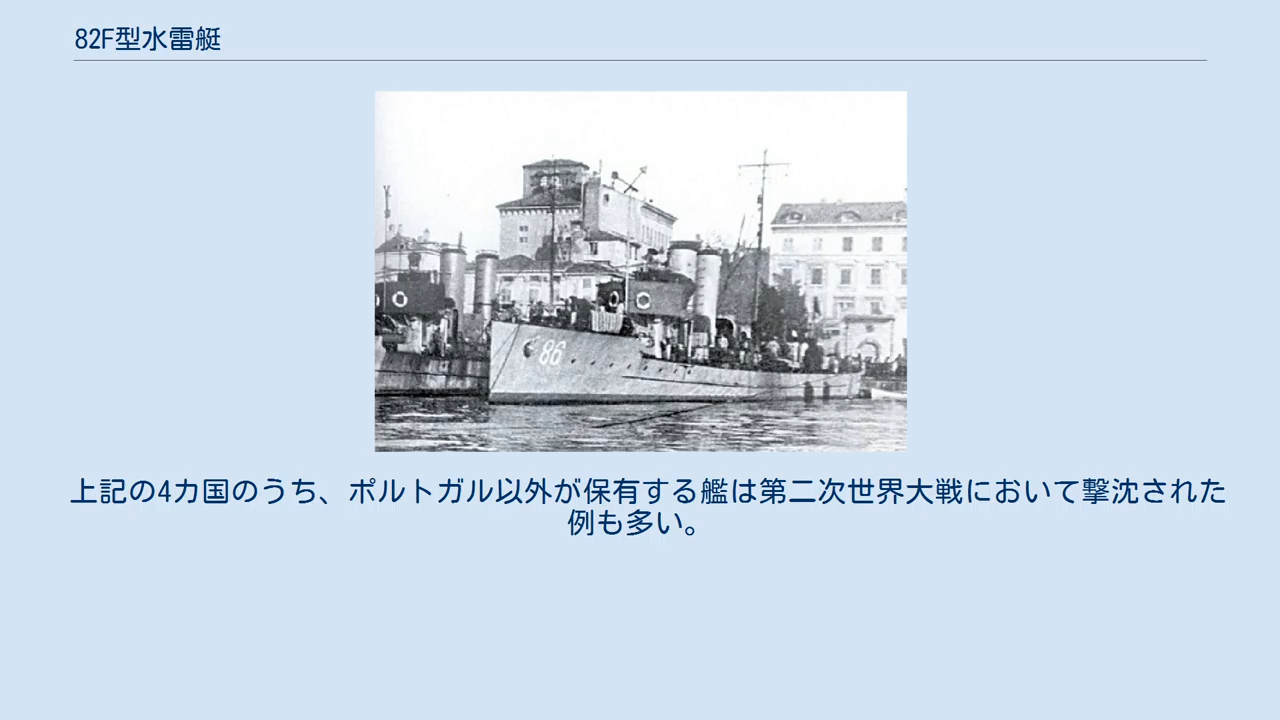 82F型水雷艇
86
上記の4カ国のうち、ポルトガル以外が保有する艦は第二次世界大戦において撃沈された
例も多い。